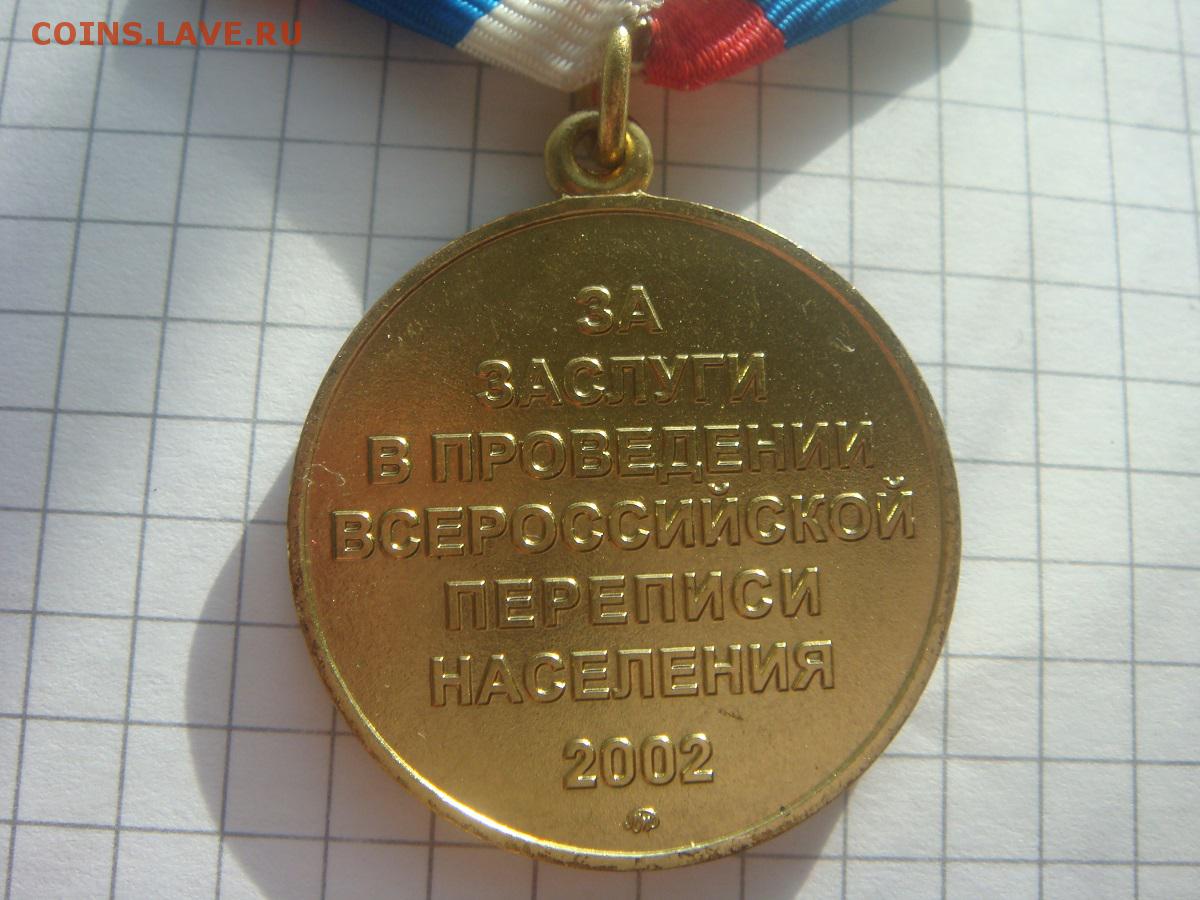 COINS.LAVE.RU
ЗА
ЗАСЛУГИ
В ПРОВЕДЕНИИ
ВСЕРОССИЙСКОЙ
ПЕРЕПИСИ
НАСЕЛЕНИЯ
2002